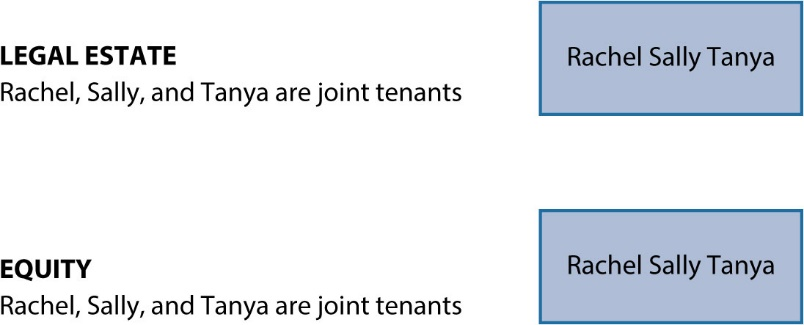 LEGAL ESTATE
Rachel, Sally, and Tanya are joint tenants
Rachel Sally Tanya
EQUITY
Rachel, Sally, and Tanya are joint tenants
Rachel Sally Tanya